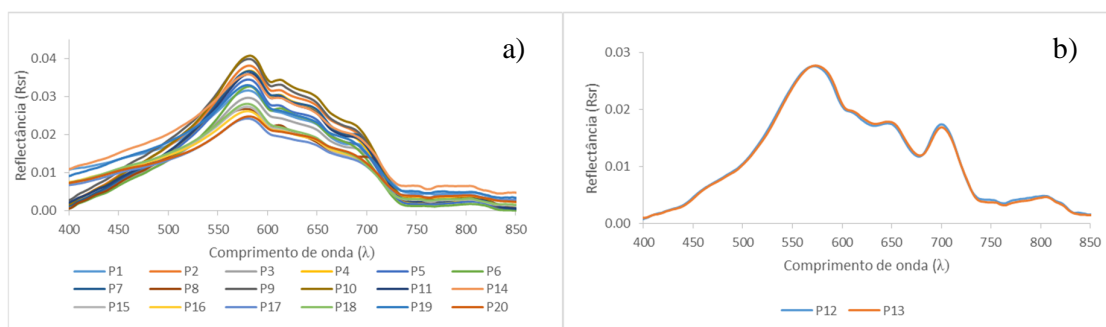 a)
Reflectância (Rsr)
0.04
0.03
0.02
0.01
0.00
400 450 500 550 600 650 700 750 800 850
Comprimento de onda (λ)
P1 P2 P3 P4 P5 P6
P7 P8 P9 P10 P11 P14
P15 P16 P17 P18 P19 P20
b)
Reflectância (Rsr)
0.03
0.02
0.01
0.00
400 450 500 550 600 650 700 750 800 850
Comprimento de onda (λ)
P12 P13